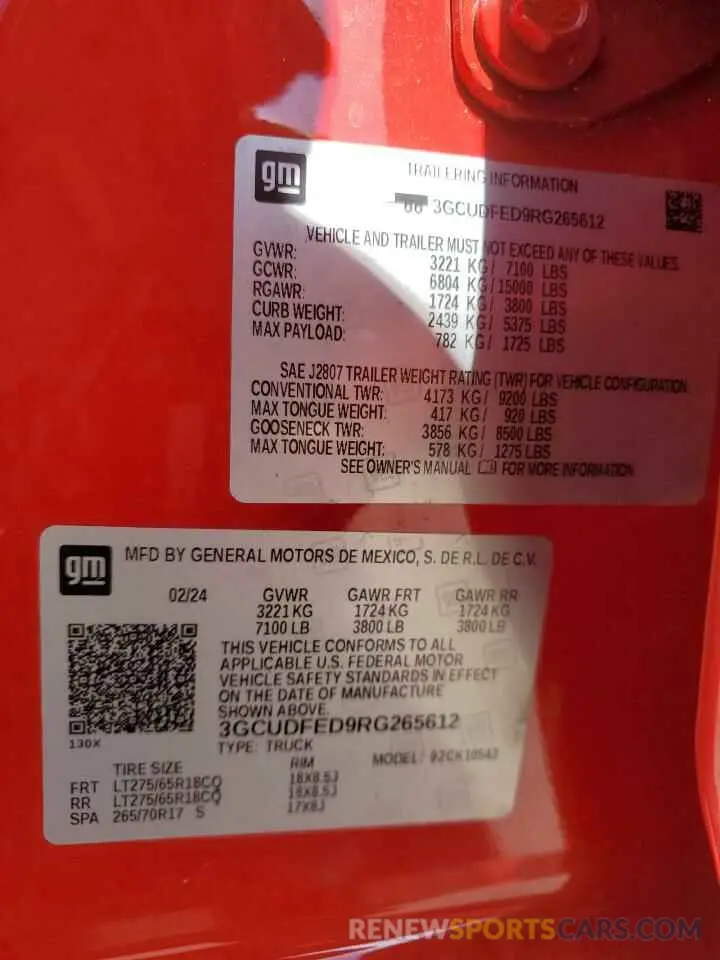 gm
TRAILERING INFORMATION
3GCUDFED9RG265612
VEHICLE AND TRAILER MUST NOT EXCEED ANY OF THESE VALUES
GVWR: 3221 KG/ 7100 LBS
GCWR: 6804 KG/15000 LBS
RGAWR: 1724 KG/ 3800 LBS
CURB WEIGHT: 2439 KG/ 5375 LBS
MAX PAYLOAD: 782 KG/ 1725 LBS
SAE J2807 TRAILER WEIGHT RATING (TWR) FOR VEHICLE CONFIGURATION
CONVENTIONAL TWR: 4173 KG/ 9200 LBS
MAX TONGUE WEIGHT: 417 KG/ 920 LBS
GOOSENECK TWR: 3856 KG/ 8500 LBS
MAX TONGUE WEIGHT: 578 KG/ 1275 LBS
SEE OWNER'S MANUAL FOR MORE INFORMATION
gm
MFD BY GENERAL MOTORS DE MEXICO, S. DE R.L. DE C.V.
02/24 GVWR GAWR FRT GAWR RR
3221 KG 1724 KG 1724 KG
7100 LB 3800 LB 3800 LB
THIS VEHICLE CONFORMS TO ALL
APPLICABLE U.S. FEDERAL MOTOR
VEHICLE SAFETY STANDARDS IN EFFECT
ON THE DATE OF MANUFACTURE
SHOWN ABOVE.
3GCUDFED9RG265612
130X
TYPE: TRUCK MODEL: 92CK10543
TIRE SIZE RIM
FRT LT275/65R18CQ 18X8.5J
RR LT275/65R18CQ 18X8.5J
SPA 265/70R17 S 17X8J
RENEWSPORTSCARS.COM